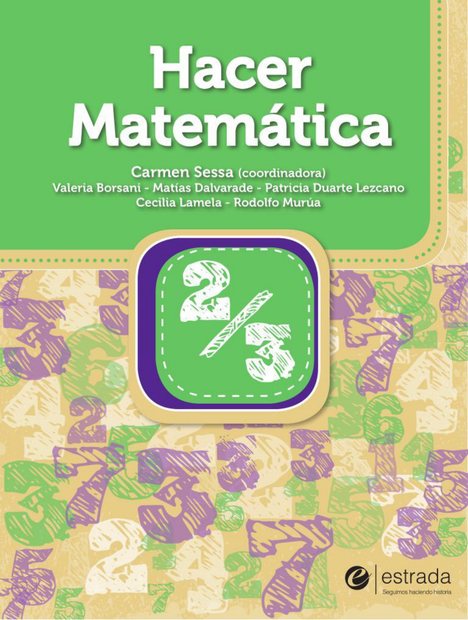 Hacer
Matemática
Carmen Sessa (coordinadora)
Valeria Borsani - Matías Dalvarade - Patricia Duarte Lezcano
Cecilia Lamela - Rodolfo Murúa
2/3
e estrada
Seguimos haciendo historia